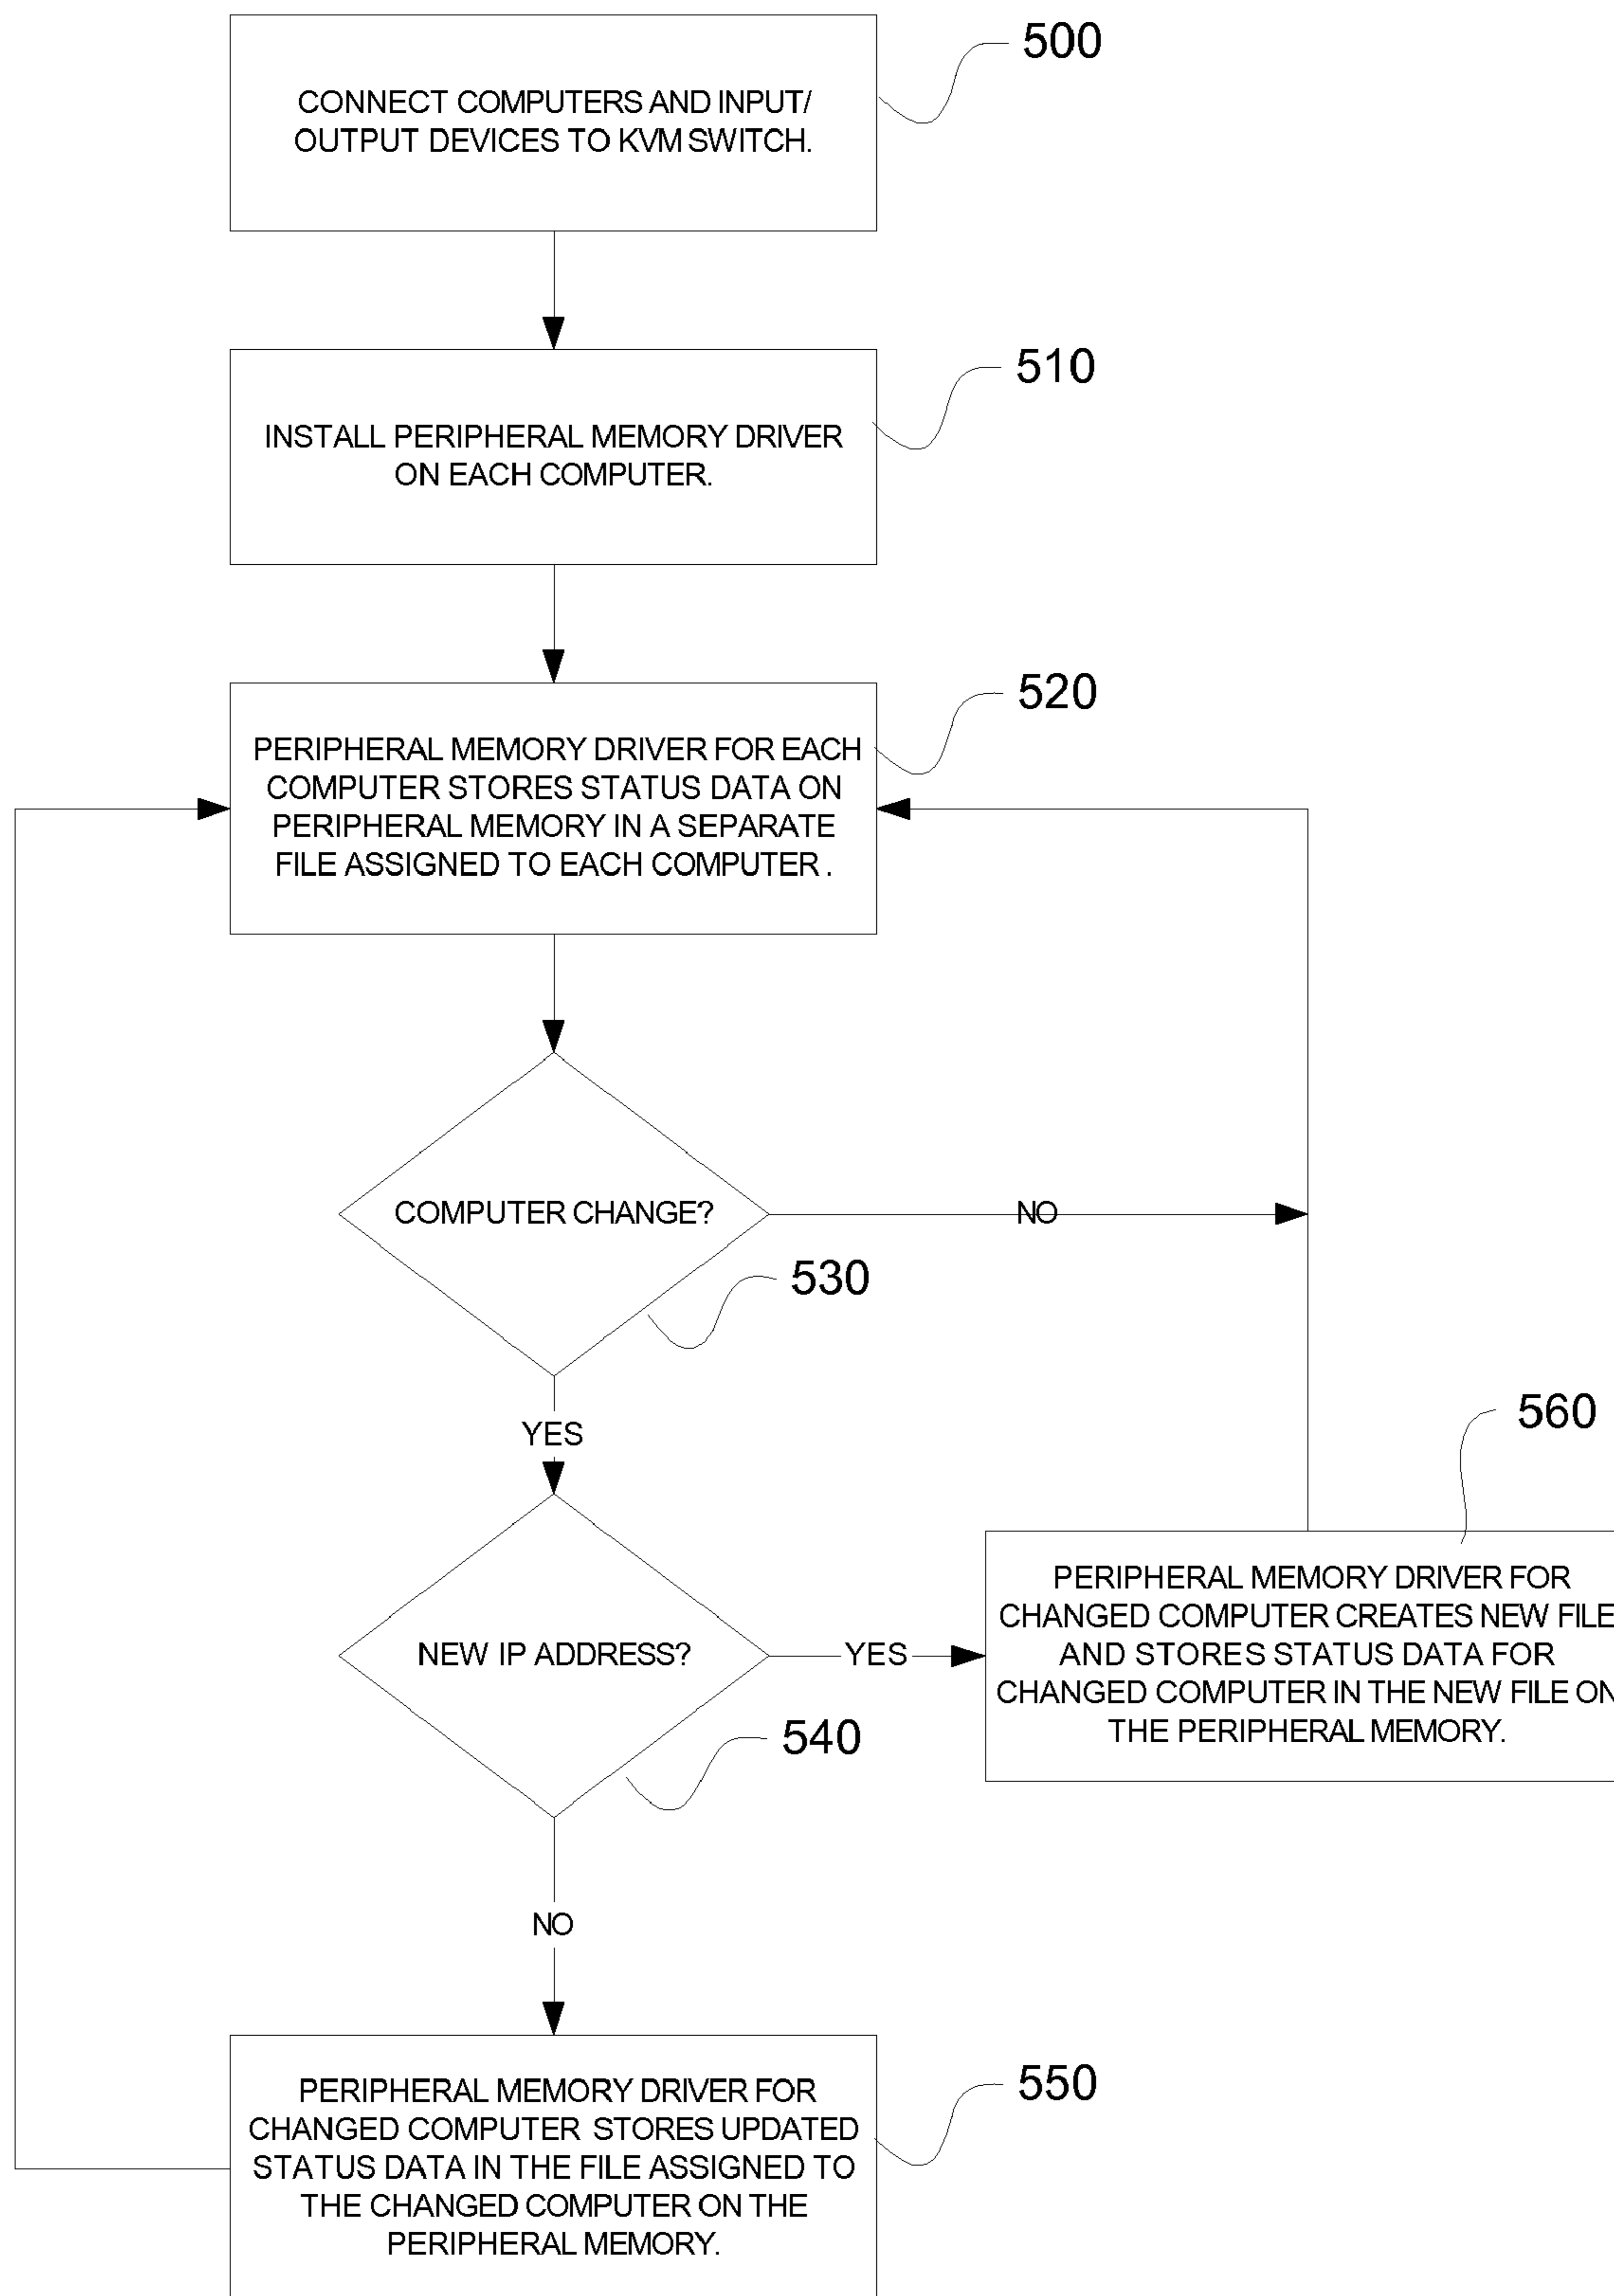 500
CONNECT COMPUTERS AND INPUT/
OUTPUT DEVICES TO KVM SWITCH.
510
INSTALL PERIPHERAL MEMORY DRIVER
ON EACH COMPUTER.
520
PERIPHERAL MEMORY DRIVER FOR EACH
COMPUTER STORES STATUS DATA ON
PERIPHERAL MEMORY IN A SEPARATE
FILE ASSIGNED TO EACH COMPUTER.
COMPUTER CHANGE?
NO
530
YES
560
NEW IP ADDRESS?
YES
540
PERIPHERAL MEMORY DRIVER FOR
CHANGED COMPUTER CREATES NEW FILE
AND STORES STATUS DATA FOR
CHANGED COMPUTER IN THE NEW FILE ON
THE PERIPHERAL MEMORY.
NO
550
PERIPHERAL MEMORY DRIVER FOR
CHANGED COMPUTER STORES UPDATED
STATUS DATA IN THE FILE ASSIGNED TO
THE CHANGED COMPUTER ON THE
PERIPHERAL MEMORY.